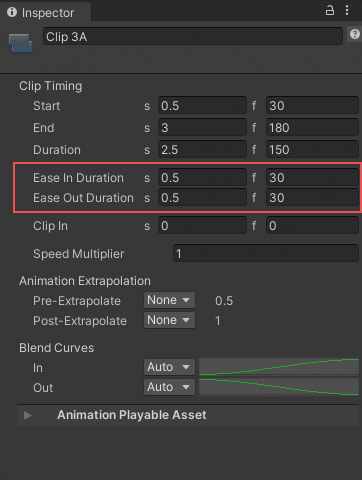 Inspector
Clip 3A
Clip Timing
Start s 0.5 f 30
End s 3 f 180
Duration s 2.5 f 150
Ease In Duration s 0.5 f 30
Ease Out Duration s 0.5 f 30
Clip In s 0 f 0
Speed Multiplier 1
Animation Extrapolation
Pre-Extrapolate None 0.5
Post-Extrapolate None 1
Blend Curves
In Auto
Out Auto
Animation Playable Asset